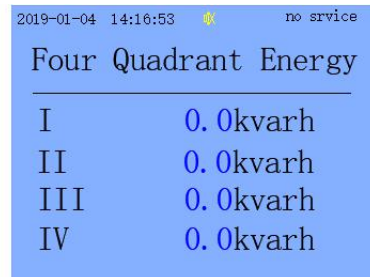 2019-01-04 14:16:53 no srvice
Four Quadrant Energy
I 0.0kvarh
II 0.0kvarh
III 0.0kvarh
IV 0.0kvarh